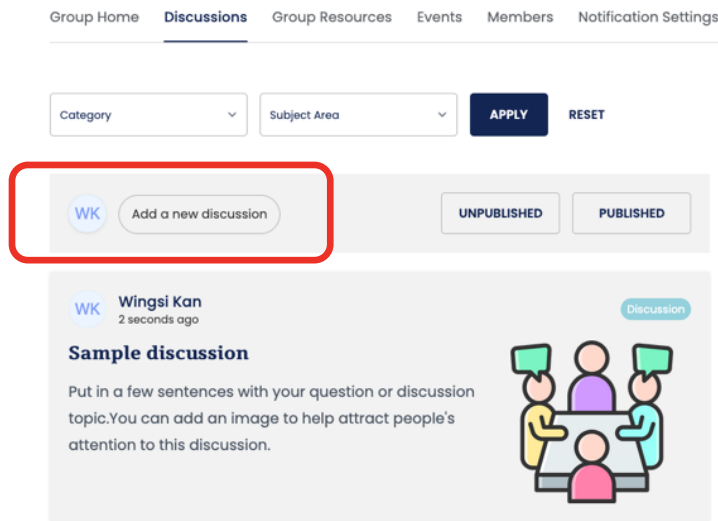 Group Home Discussions Group Resources Events Members Notification Settings
Category Subject Area APPLY RESET
WK Add a new discussion UNPUBLISHED PUBLISHED
WK Wingsi Kan Discussion
2 seconds ago
Sample discussion
Put in a few sentences with your question or discussion
topic.You can add an image to help attract people's
attention to this discussion.